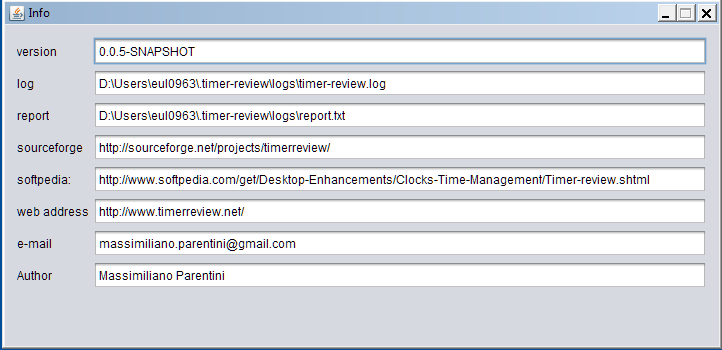 Info
version 0.0.5-SNAPSHOT
log D:\Users\eul0963\.timer-review\logs\timer-review.log
report D:\Users\eul0963\.timer-review\logs\report.txt
sourceforge http://sourceforge.net/projects/timerreview/
softpedia: http://www.softpedia.com/get/Desktop-Enhancements/Clocks-Time-Management/Timer-review.shtml
web address http://www.timerreview.net/
e-mail massimiliano.parentini@gmail.com
Author Massimiliano Parentini